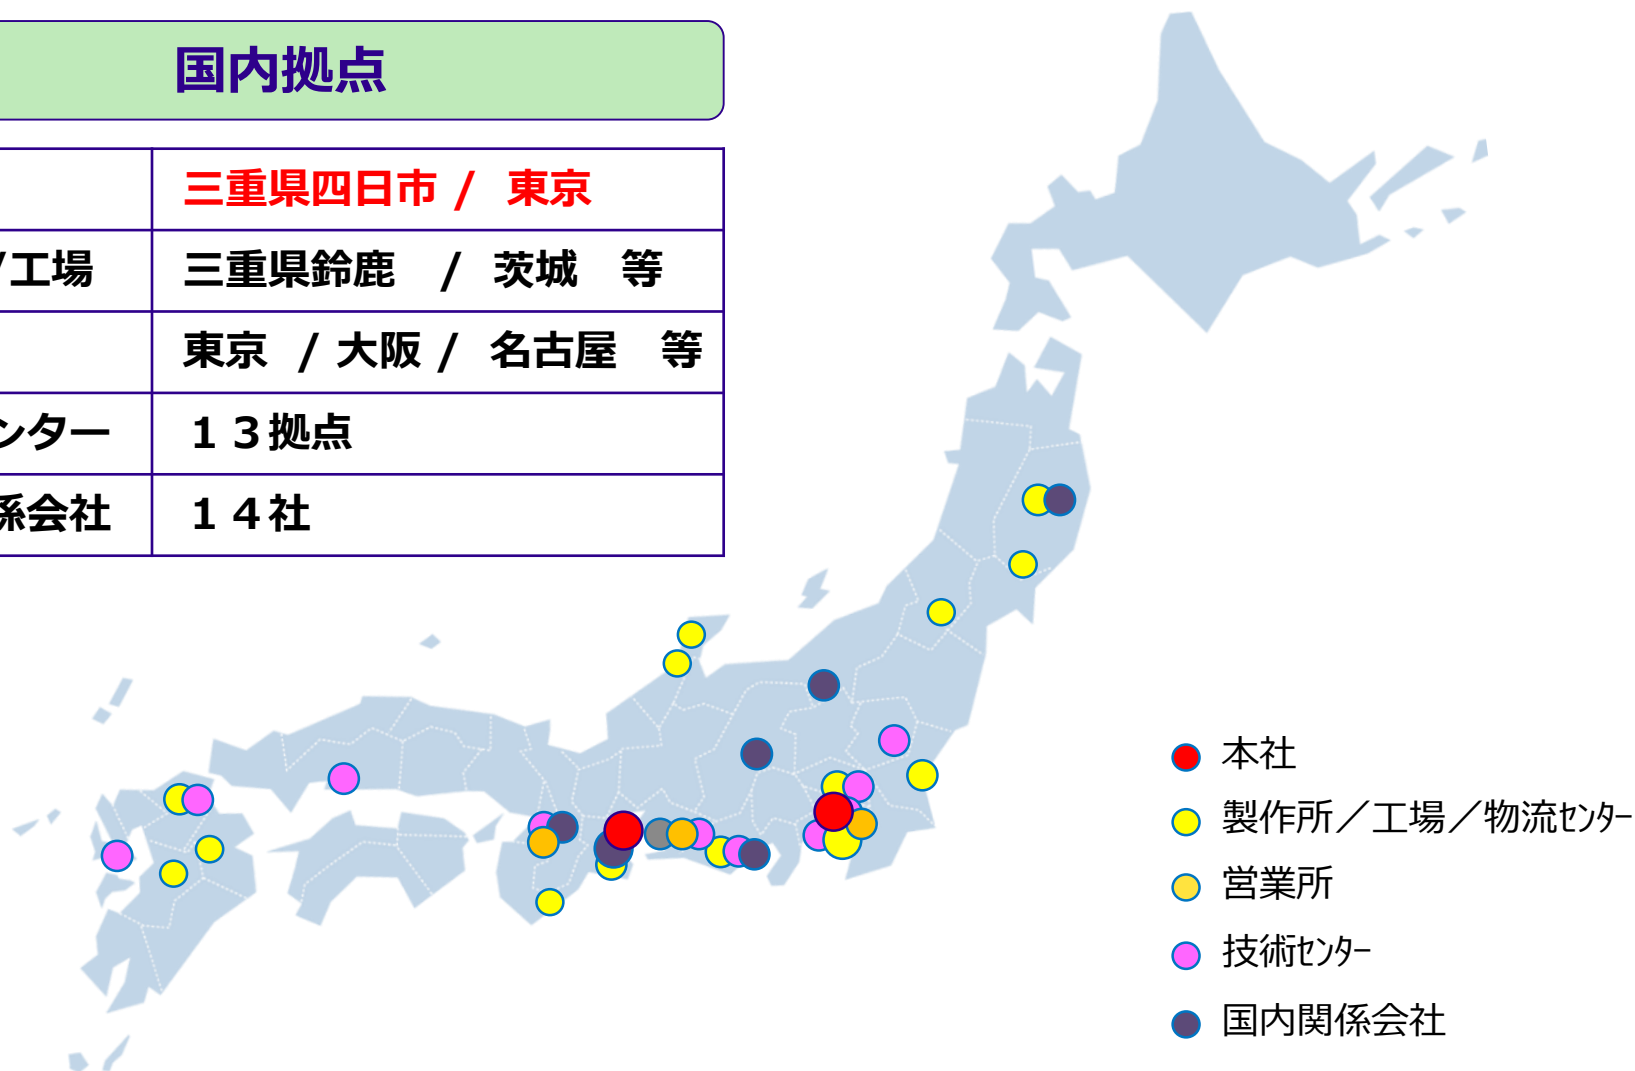 国内拠点
三重県四日市 / 東京
/工場 三重県鈴鹿 / 茨城 等
東京 / 大阪 / 名古屋 等
ンター １３拠点
係会社 １４社
本社
製作所／工場／物流ｾﾝﾀｰ
営業所
技術ｾﾝﾀｰ
国内関係会社